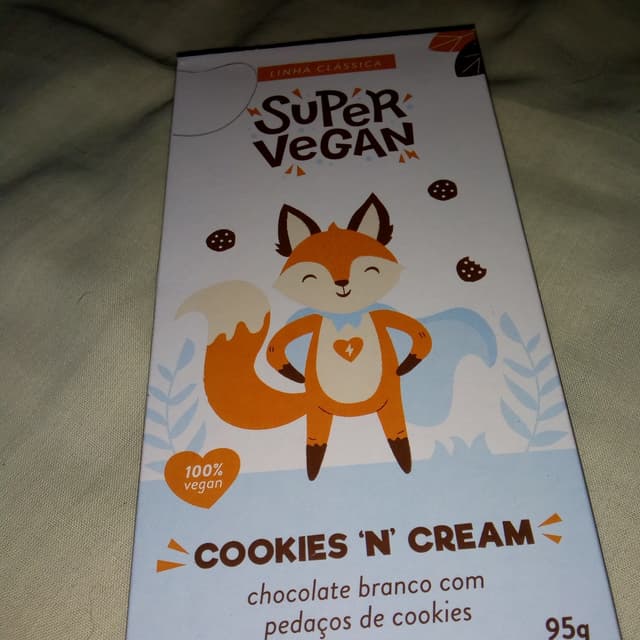 LINHA CLÁSSICA
SUPER
VEGAN
100%
vegan
COOKIES 'N' CREAM
chocolate branco com
pedaços de cookies
95g